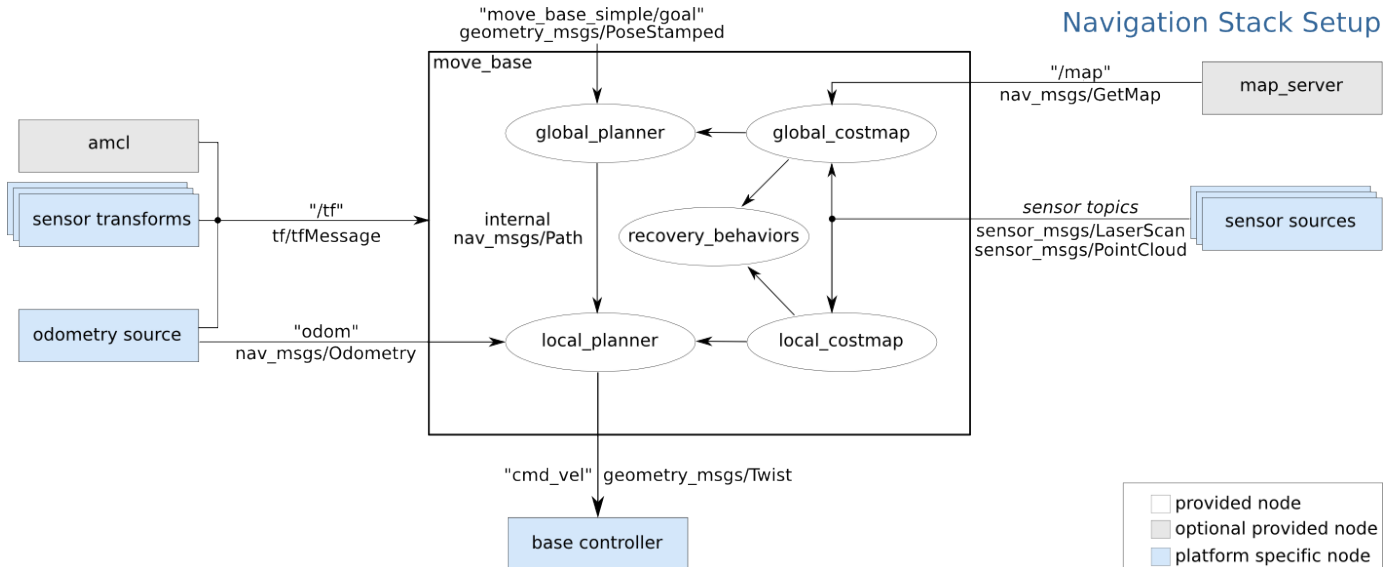 Navigation Stack Setup
"move_base_simple/goal"
geometry_msgs/PoseStamped
move_base
"/map"
nav_msgs/GetMap
map_server
global_planner
global_costmap
amcl
sensor transforms
"/tf"
tf/tfMessage
internal
nav_msgs/Path
recovery_behaviors
sensor topics
sensor_msgs/LaserScan
sensor_msgs/PointCloud
sensor sources
odometry source
"odom"
nav_msgs/Odometry
local_planner
local_costmap
"cmd_vel" geometry_msgs/Twist
base controller
provided node
optional provided node
platform specific node